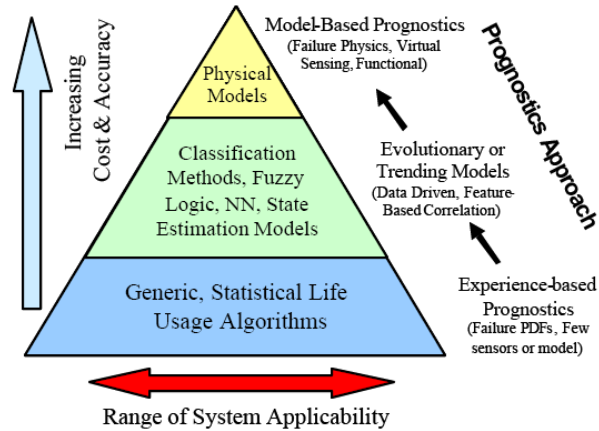 Model-Based Prognostics
(Failure Physics, Virtual
Sensing, Functional)
Prognostics Approach
Increasing
Cost & Accuracy
Physical
Models
Classification
Methods, Fuzzy
Logic, NN, State
Estimation Models
Evolutionary or
Trending Models
(Data Driven, Feature-
Based Correlation)
Generic, Statistical Life
Usage Algorithms
Experience-based
Prognostics
(Failure PDFs, Few
sensors or model)
Range of System Applicability